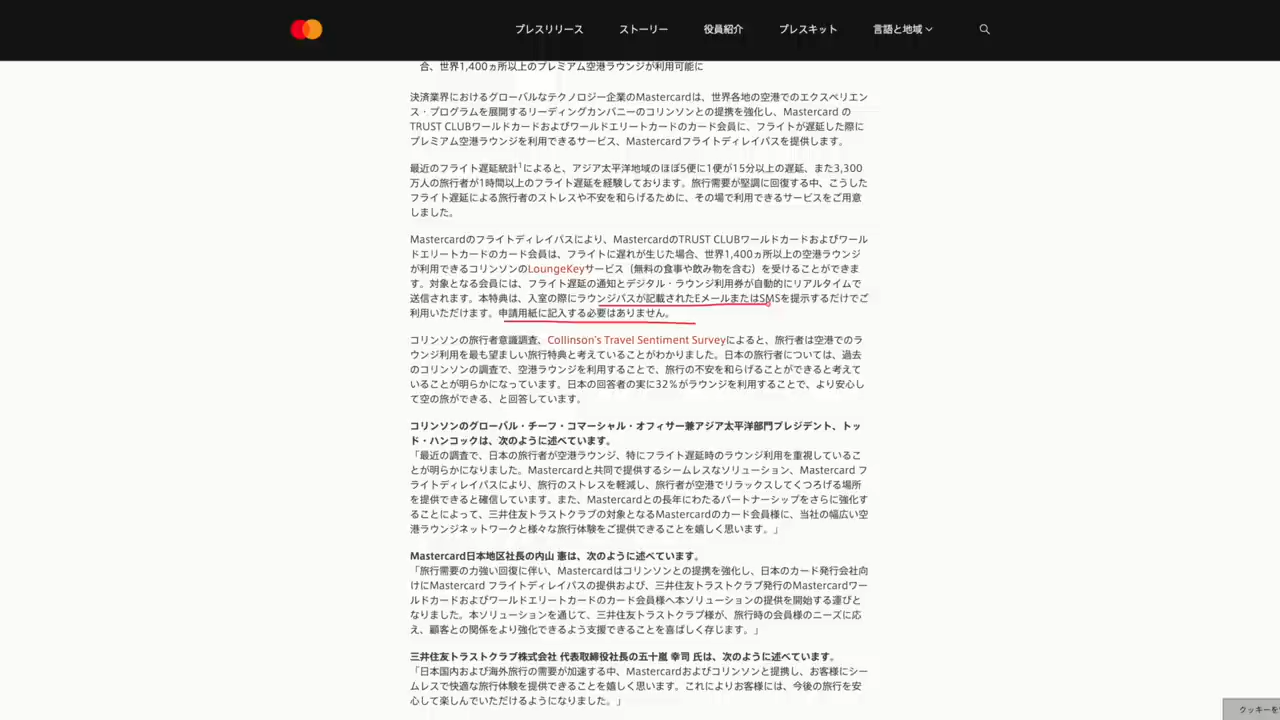 プレスリリース
ストーリー
役員紹介
プレスキット
言語と地域
合、世界1,400ヵ所以上のプレミアム空港ラウンジが利用可能に
決済業界におけるグローバルなテクノロジー企業のMastercardは、世界各地の空港でのエクスペリエン
ス・プログラムを展開するリーディングカンパニーのコリンソンとの提携を強化し、Mastercard の
TRUST CLUBワールドカードおよびワールドエリートカードのカード会員に、フライトが遅延した際に
プレミアム空港ラウンジを利用できるサービス、Mastercardフライトディレイパスを提供します。
最近のフライト遅延統計1によると、アジア太平洋地域のほぼ5便に1便が15分以上の遅延、また3,300
万人の旅行者が1時間以上のフライト遅延を経験しております。旅行需要が堅調に回復する中、こうした
フライト遅延による旅行者のストレスや不安を和らげるために、その場で利用できるサービスをご用意
しました。
Mastercardのフライトディレイパスにより、MastercardのTRUST CLUBワールドカードおよびワール
ドエリートカードのカード会員は、フライトに遅れが生じた場合、世界1,400ヵ所以上の空港ラウンジ
が利用できるコリンソンのLoungeKeyサービス（無料の食事や飲み物を含む）を受けることができま
す。対象となる会員には、フライト遅延の通知とデジタル・ラウンジ利用券が自動的にリアルタイムで
送信されます。本特典は、入室の際にラウンジパスが記載されたEメールまたはSMSを提示するだけでご
利用いただけます。申請用紙に記入する必要はありません。
コリンソンの旅行者意識調査、Collinson's Travel Sentiment Surveyによると、旅行者は空港でのラ
ウンジ利用を最も望ましい旅行特典と考えていることがわかりました。日本の旅行者については、過去
のコリンソンの調査で、空港ラウンジを利用することで、旅行の不安を和らげることができると考えて
いることが明らかになっています。日本の回答者の実に32％がラウンジを利用することで、より安心し
て空の旅ができる、と回答しています。
コリンソンのグローバル・チーフ・コマーシャル・オフィサー兼アジア太平洋部門プレジデント、トッ
ド・ハンコックは、次のように述べています。
「最近の調査で、日本の旅行者が空港ラウンジ、特にフライト遅延時のラウンジ利用を重視しているこ
とが明らかになりました。Mastercardと共同で提供するシームレスなソリューション、Mastercard フ
ライトディレイパスにより、旅行のストレスを軽減し、旅行者が空港でリラックスしてくつろげる場所
を提供できると確信しています。また、Mastercardとの長年にわたるパートナーシップをさらに強化す
ることによって、三井住友トラストクラブの対象となるMastercardのカード会員様に、当社の幅広い空
港ラウンジネットワークと様々な旅行体験をご提供できることを嬉しく思います。」
Mastercard日本地区社長の内山 憲は、次のように述べています。
「旅行需要の力強い回復に伴い、Mastercardはコリンソンとの提携を強化し、日本のカード発行会社向
けにMastercard フライトディレイパスの提供および、三井住友トラストクラブ発行のMastercardワー
ルドカードおよびワールドエリートカードのカード会員様へ本ソリューションの提供を開始する運びと
なりました。本ソリューションを通じて、三井住友トラストクラブ様が、旅行時の会員様のニーズに応
え、顧客との関係をより強化できるよう支援できることを喜ばしく存じます。」
三井住友トラストクラブ株式会社 代表取締役社長の五十嵐 幸司 氏は、次のように述べています。
「日本国内および海外旅行の需要が加速する中、Mastercardおよびコリンソンと提携し、お客様にシー
ムレスで快適な旅行体験を提供できることを嬉しく思います。これによりお客様には、今後の旅行を安
心して楽しんでいただけるようになりました。」
クッキーを